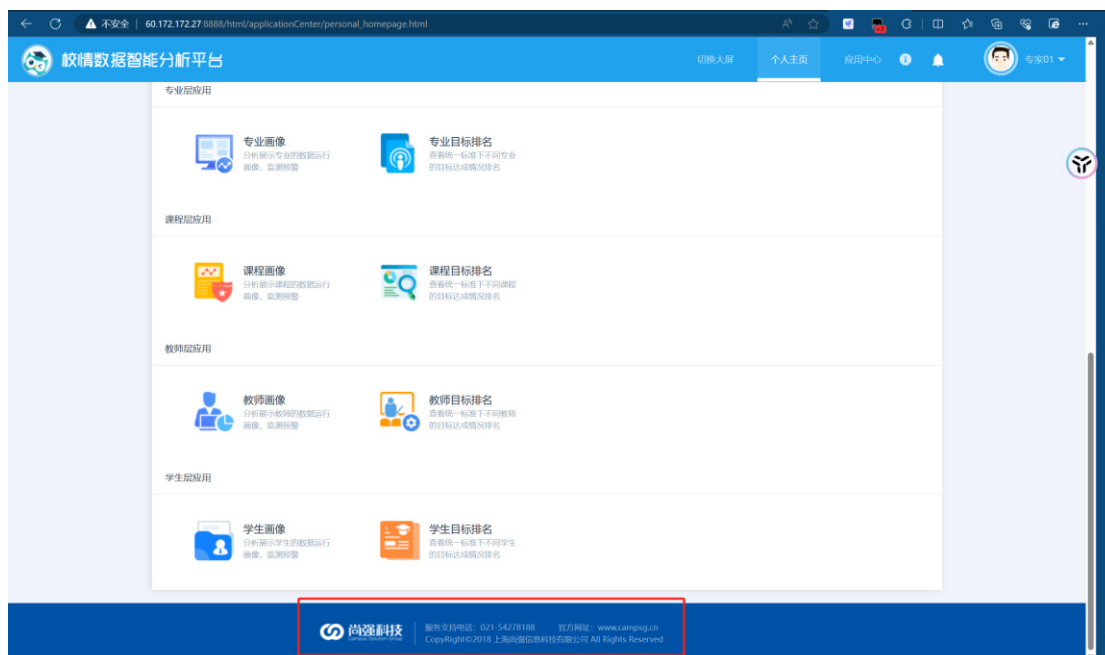 不安全 | 60.172.172.27:8888/html/applicationCenter/personal_homepage.html
校情数据智能分析平台
切换大屏 个人主页 应用中心 专家01
专业层应用
专业画像 专业目标排名
分析展示专业的数据运行 查看统一标准下不同专业
画像、监测预警 的目标达成情况排名
课程层应用
课程画像 课程目标排名
分析展示课程的数据运行 查看统一标准下不同课程
画像、监测预警 的目标达成情况排名
教师层应用
教师画像 教师目标排名
分析展示教师的数据运行 查看统一标准下不同教师
画像、监测预警 的目标达成情况排名
学生层应用
学生画像 学生目标排名
分析展示学生的数据运行 查看统一标准下不同学生
画像、监测预警 的目标达成情况排名
尚强科技 服务支持电话：021-54278188 官方网址：www.campsg.cn
Campus Solution Group CopyRight©2018 上海尚强信息科技有限公司 All Rights Reserved